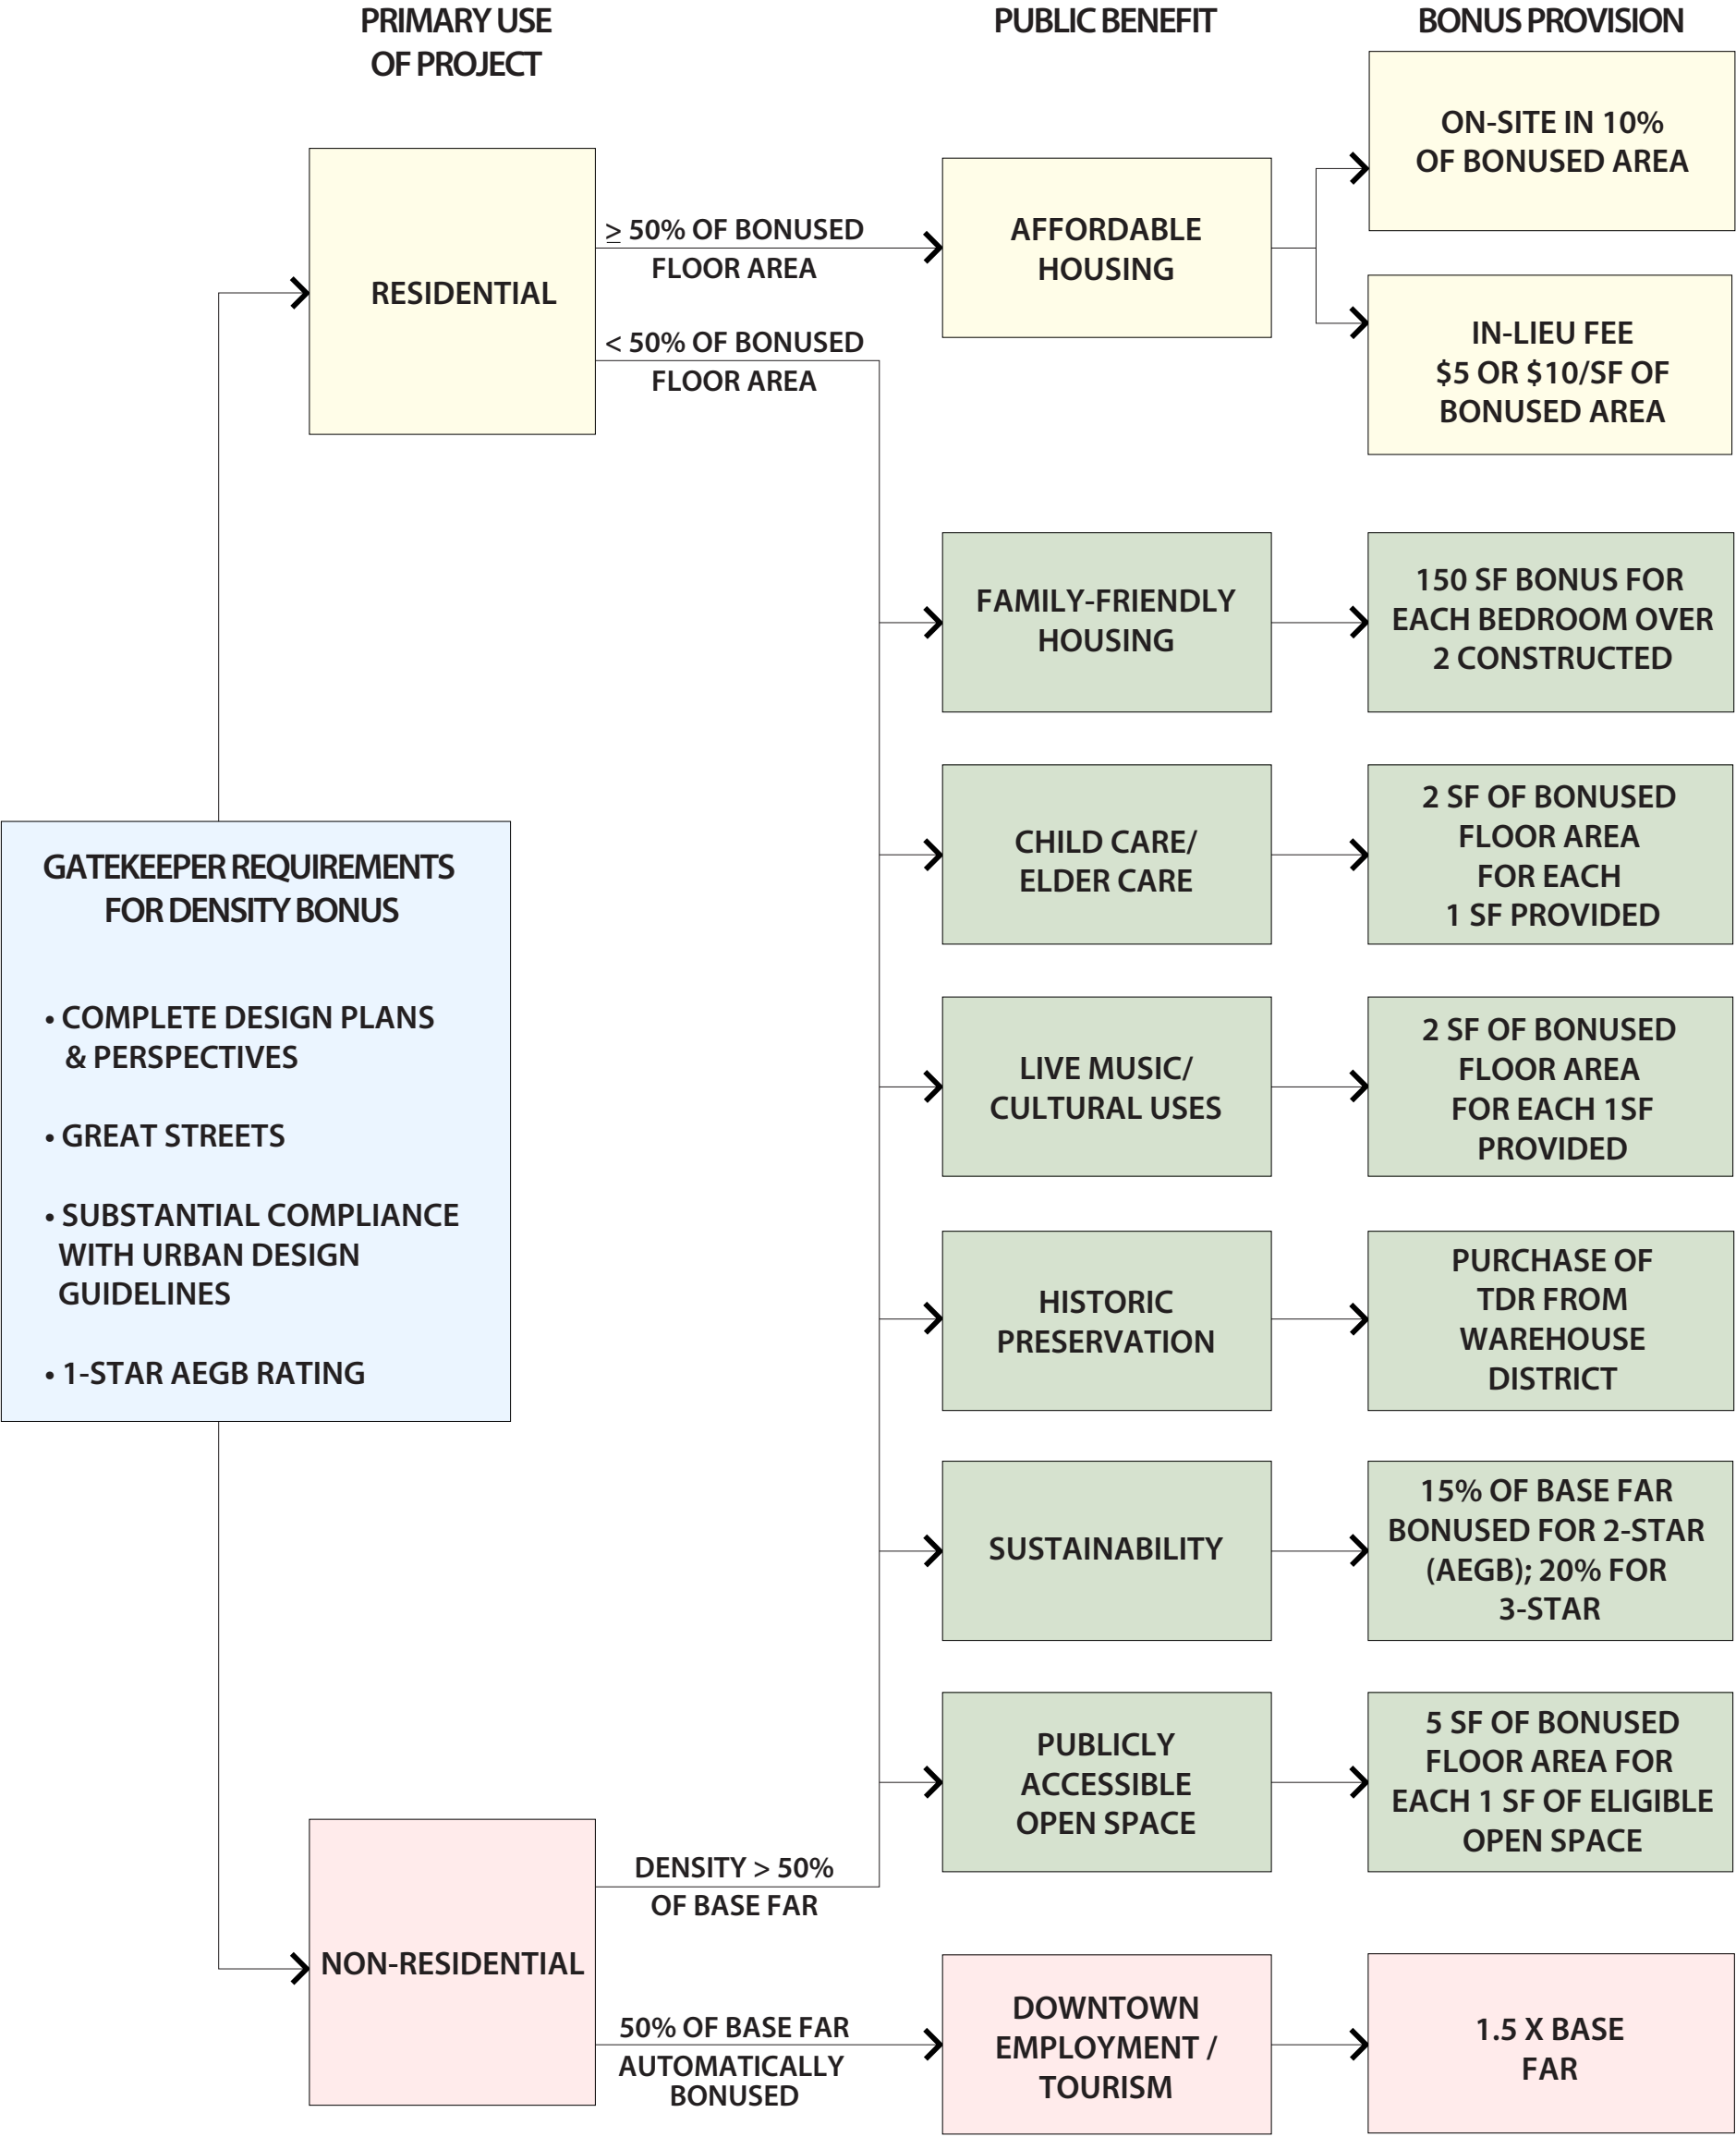 PRIMARY USE
OF PROJECT
PUBLIC BENEFIT
BONUS PROVISION
RESIDENTIAL
≥ 50% OF BONUSED
FLOOR AREA
< 50% OF BONUSED
FLOOR AREA
AFFORDABLE
HOUSING
ON-SITE IN 10%
OF BONUSED AREA
IN-LIEU FEE
$5 OR $10/SF OF
BONUSED AREA
FAMILY-FRIENDLY
HOUSING
150 SF BONUS FOR
EACH BEDROOM OVER
2 CONSTRUCTED
CHILD CARE/
ELDER CARE
2 SF OF BONUSED
FLOOR AREA
FOR EACH
1 SF PROVIDED
GATEKEEPER REQUIREMENTS
FOR DENSITY BONUS
• COMPLETE DESIGN PLANS
& PERSPECTIVES
• GREAT STREETS
• SUBSTANTIAL COMPLIANCE
WITH URBAN DESIGN
GUIDELINES
• 1-STAR AEGB RATING
LIVE MUSIC/
CULTURAL USES
2 SF OF BONUSED
FLOOR AREA
FOR EACH 1SF
PROVIDED
HISTORIC
PRESERVATION
PURCHASE OF
TDR FROM
WAREHOUSE
DISTRICT
SUSTAINABILITY
15% OF BASE FAR
BONUSED FOR 2-STAR
(AEGB); 20% FOR
3-STAR
PUBLICLY
ACCESSIBLE
OPEN SPACE
5 SF OF BONUSED
FLOOR AREA FOR
EACH 1 SF OF ELIGIBLE
OPEN SPACE
NON-RESIDENTIAL
DENSITY > 50%
OF BASE FAR
50% OF BASE FAR
AUTOMATICALLY
BONUSED
DOWNTOWN
EMPLOYMENT /
TOURISM
1.5 X BASE
FAR